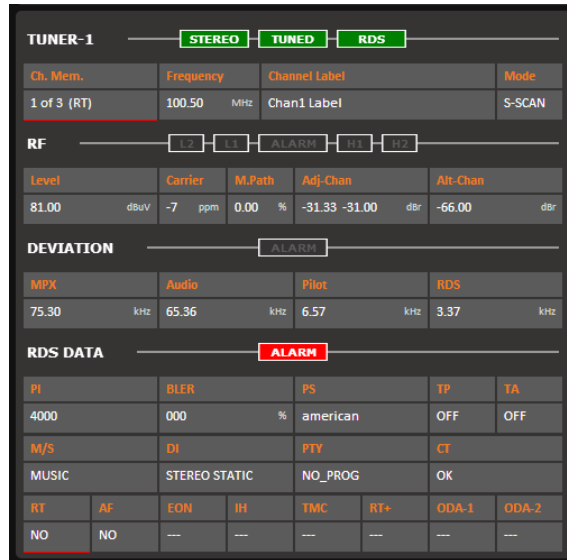 TUNER-1 STEREO TUNED RDS
Ch. Mem. Frequency Channel Label Mode
1 of 3 (RT) 100.50 MHz Chan1 Label S-SCAN
RF L2 L1 ALARM H1 H2
Level Carrier M.Path Adj-Chan Alt-Chan
81.00 dBuV -7 ppm 0.00 % -31.33 -31.00 dBr -66.00 dBr
DEVIATION ALARM
MPX Audio Pilot RDS
75.30 kHz 65.36 kHz 6.57 kHz 3.37 kHz
RDS DATA ALARM
PI BLER PS TP TA
4000 000 % american OFF OFF
M/S DI PTY CT
MUSIC STEREO STATIC NO_PROG OK
RT AF EON IH TMC RT+ ODA-1 ODA-2
NO NO --- --- --- --- --- ---